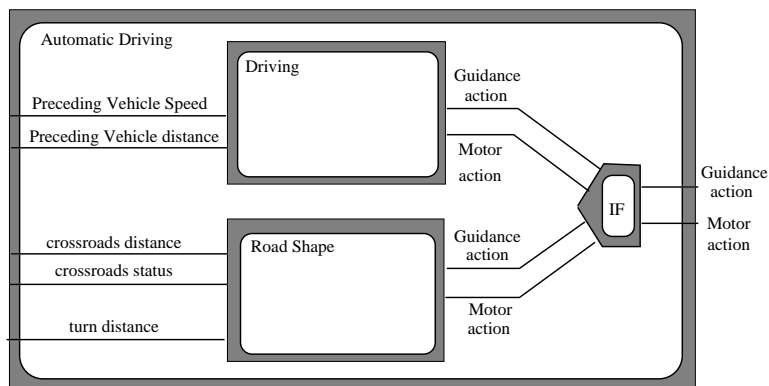 Automatic Driving
Driving
Preceding Vehicle Speed
Preceding Vehicle distance
Guidance
action
Motor
action
IF
Guidance
action
Motor
action
Road Shape
crossroads distance
crossroads status
turn distance
Guidance
action
Motor
action